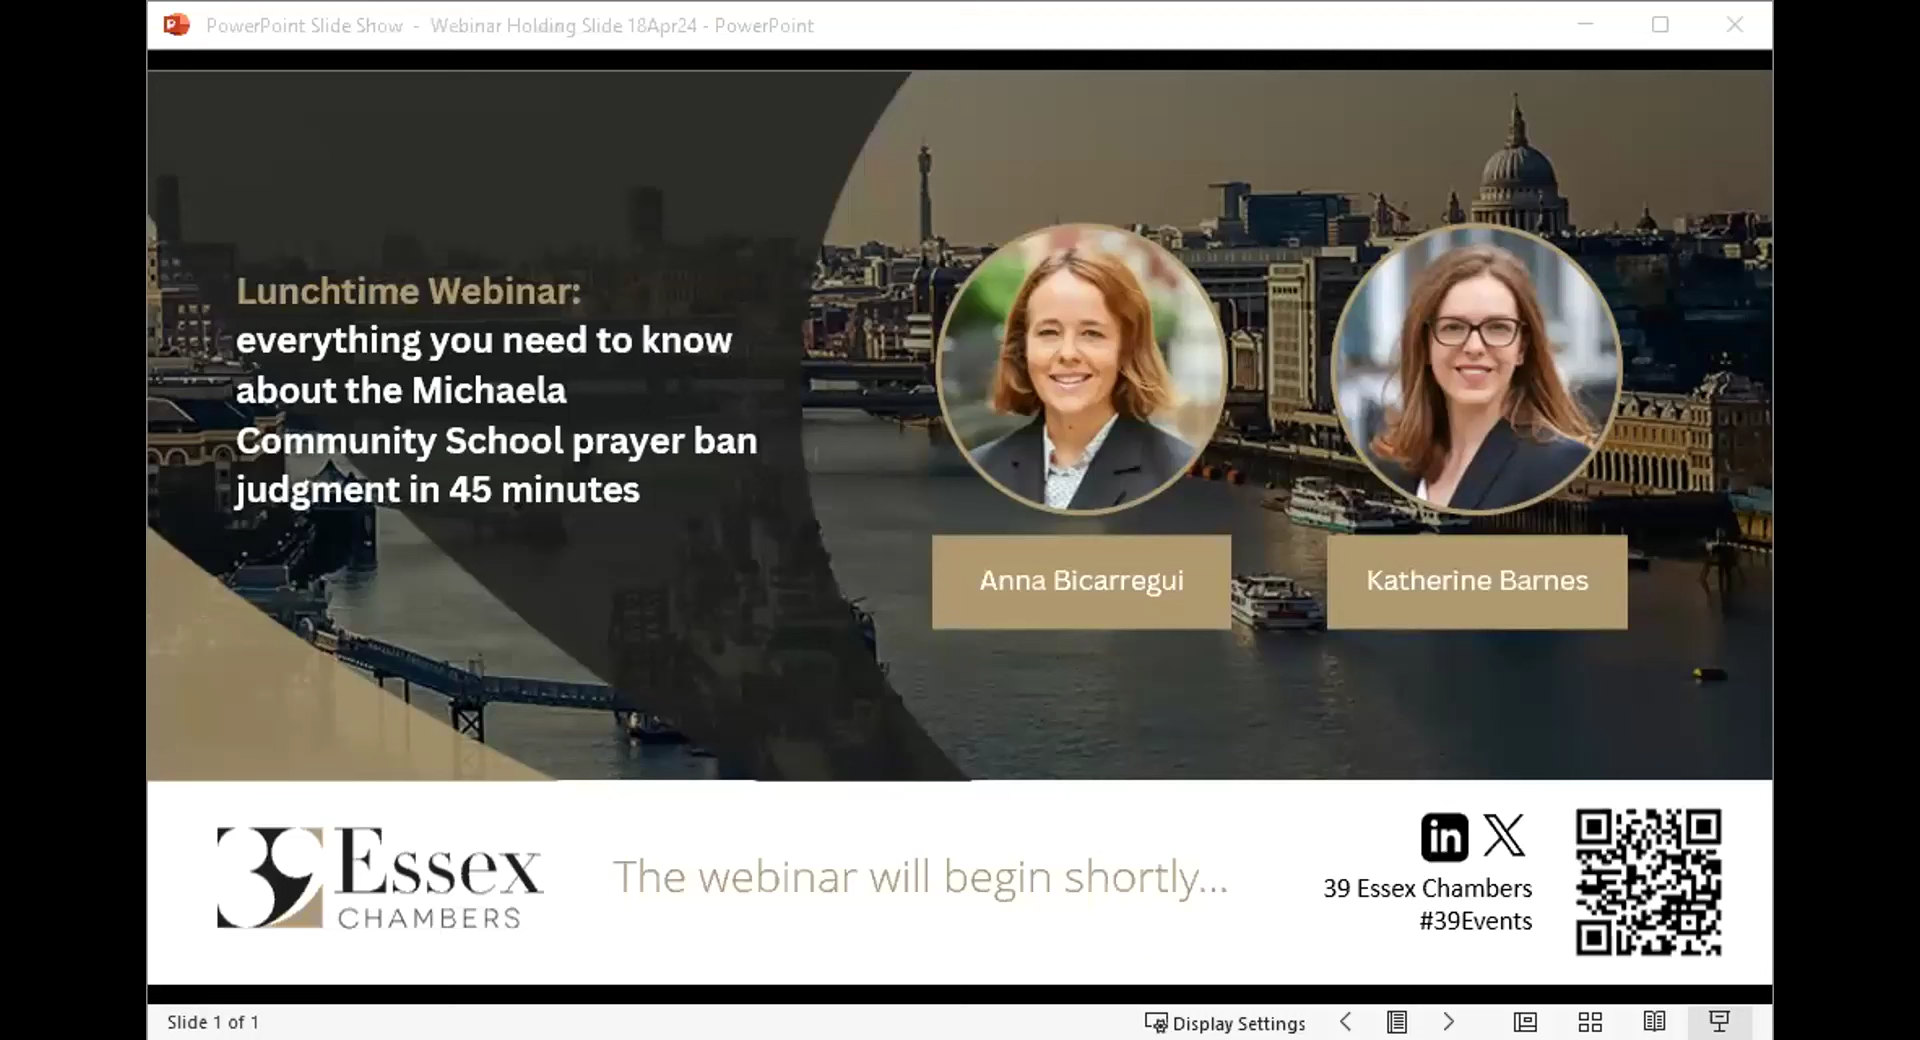 PowerPoint Slide Show - Webinar Holding Slide 18Apr24 - PowerPoint
Lunchtime Webinar:
everything you need to know
about the Michaela
Community School prayer ban
judgment in 45 minutes
Anna Bicarregui
Katherine Barnes
39 Essex
CHAMBERS
The webinar will begin shortly...
in X
39 Essex Chambers
#39Events
Slide 1 of 1
Display Settings